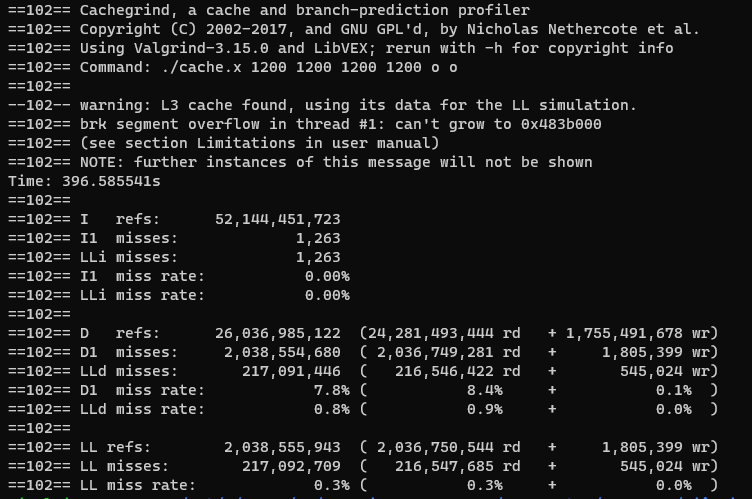 ==102== Cachegrind, a cache and branch-prediction profiler
==102== Copyright (C) 2002-2017, and GNU GPL'd, by Nicholas Nethercote et al.
==102== Using Valgrind-3.15.0 and LibVEX; rerun with -h for copyright info
==102== Command: ./cache.x 1200 1200 1200 1200 o o
==102==
--102-- warning: L3 cache found, using its data for the LL simulation.
==102== brk segment overflow in thread #1: can't grow to 0x483b000
==102== (see section Limitations in user manual)
==102== NOTE: further instances of this message will not be shown
Time: 396.585541s
==102==
==102== I   refs:      52,144,451,723
==102== I1  misses:             1,263
==102== LLi misses:             1,263
==102== I1  miss rate:           0.00%
==102== LLi miss rate:           0.00%
==102==
==102== D   refs:      26,036,985,122  (24,281,493,444 rd   + 1,755,491,678 wr)
==102== D1  misses:     2,038,554,680  ( 2,036,749,281 rd   +     1,805,399 wr)
==102== LLd misses:       217,091,446  (   216,546,422 rd   +       545,024 wr)
==102== D1  miss rate:            7.8% (           8.4%     +           0.1%  )
==102== LLd miss rate:            0.8% (           0.9%     +           0.0%  )
==102==
==102== LL refs:        2,038,555,943  ( 2,036,750,544 rd   +     1,805,399 wr)
==102== LL misses:        217,092,709  (   216,547,685 rd   +       545,024 wr)
==102== LL miss rate:             0.3% (           0.3%     +           0.0%  )